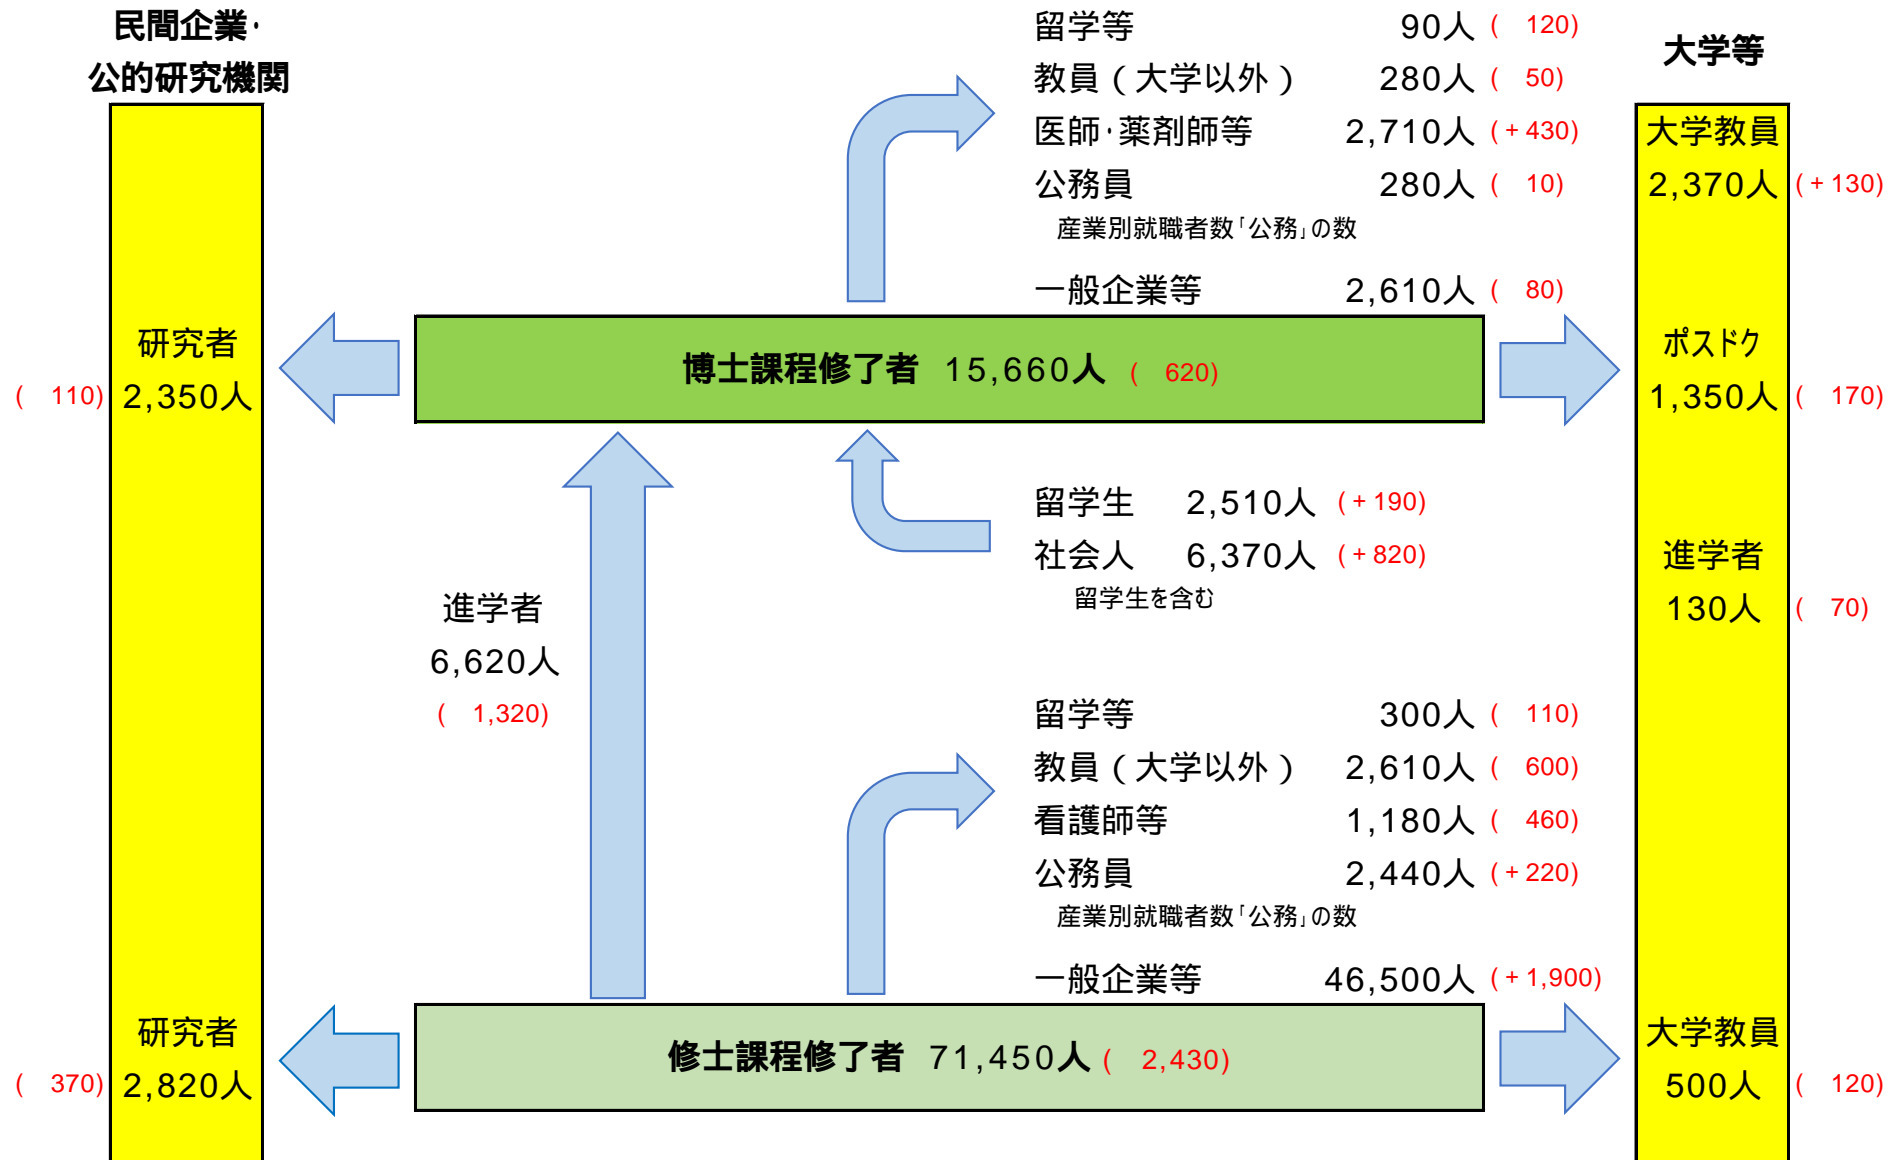 民間企業・
公的研究機関
研究者
(　110) 2,350人
研究者
(　370) 2,820人
留学等 90人 (　120)
教員（大学以外） 280人 (　50)
医師・薬剤師等 2,710人 (+430)
公務員 280人 (　10)
産業別就職者数「公務」の数
一般企業等 2,610人 (　80)
博士課程修了者 15,660人 (　620)
留学生 2,510人 (+190)
社会人 6,370人 (+820)
留学生を含む
進学者
6,620人
(　1,320)
留学等 300人 (　110)
教員（大学以外） 2,610人 (　600)
看護師等 1,180人 (　460)
公務員 2,440人 (+220)
産業別就職者数「公務」の数
一般企業等 46,500人 (+1,900)
修士課程修了者 71,450人 (　2,430)
大学等
大学教員
2,370人 (+130)
ポスドク
1,350人 (　170)
進学者
130人 (　70)
大学教員
500人 (　120)